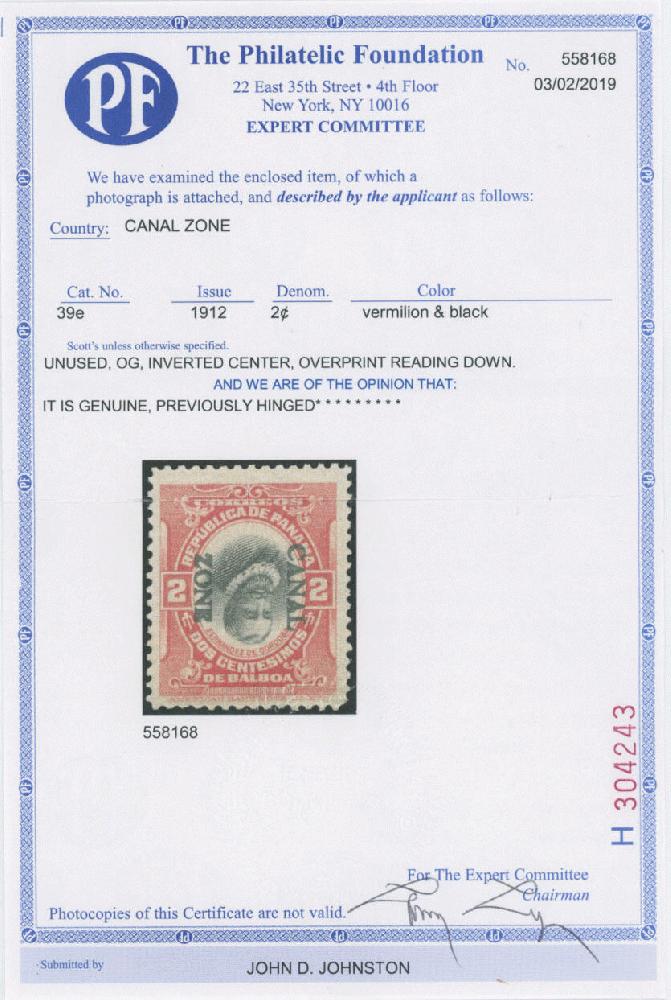 PF
The Philatelic Foundation
No. 558168
22 East 35th Street • 4th Floor
03/02/2019
New York, NY 10016
EXPERT COMMITTEE
We have examined the enclosed item, of which a
photograph is attached, and described by the applicant as follows:
Country: CANAL ZONE
Cat. No. Issue Denom. Color
39e 1912 2¢ vermilion & black
Scott's unless otherwise specified.
UNUSED, OG, INVERTED CENTER, OVERPRINT READING DOWN.
AND WE ARE OF THE OPINION THAT:
IT IS GENUINE, PREVIOUSLY HINGED* * * * * * * * *
CORREOS
REPUBLICA DE PANAMA
CANAL
ZONE
2 2
DOS CENTESIMOS
DE BALBOA
558168
H 304243
For The Expert Committee
Chairman
Photocopies of this Certificate are not valid.
Submitted by JOHN D. JOHNSTON